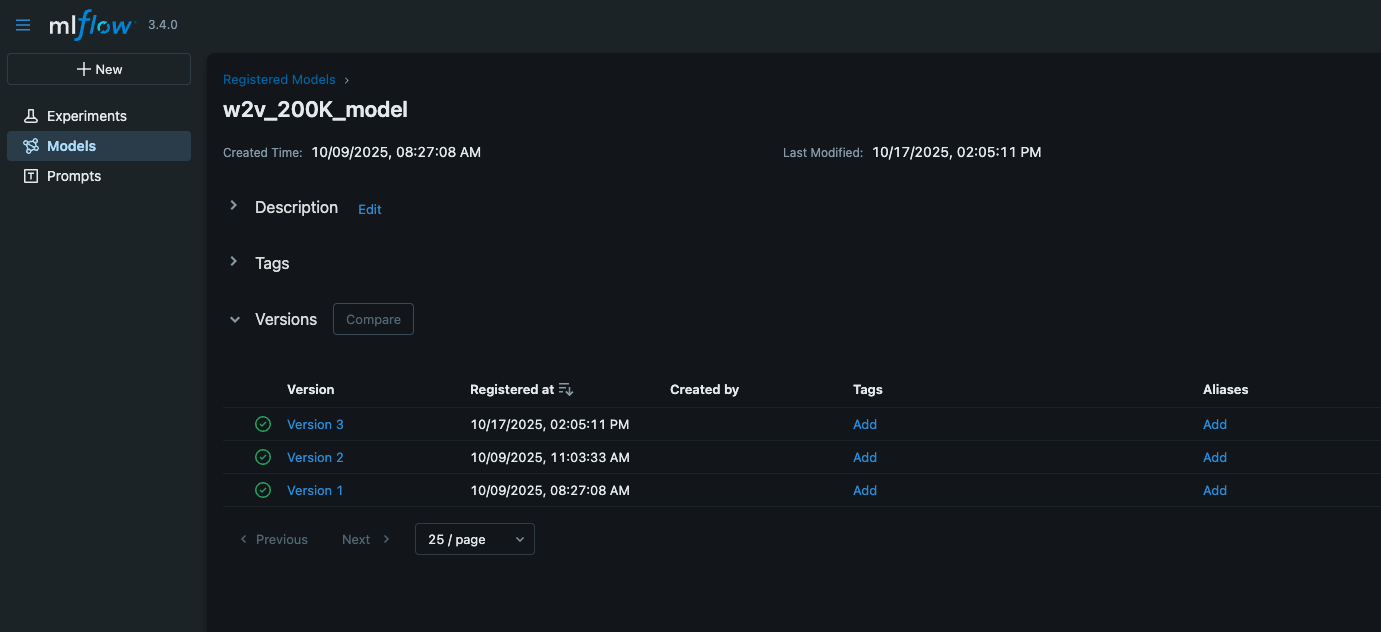 mlflow 3.4.0
New
Experiments
Models
Prompts
Registered Models
w2v_200K_model
Created Time: 10/09/2025, 08:27:08 AM Last Modified: 10/17/2025, 02:05:11 PM
Description Edit
Tags
Versions Compare
Version Registered at Created by Tags Aliases
Version 3 10/17/2025, 02:05:11 PM Add Add
Version 2 10/09/2025, 11:03:33 AM Add Add
Version 1 10/09/2025, 08:27:08 AM Add Add
Previous Next 25 / page